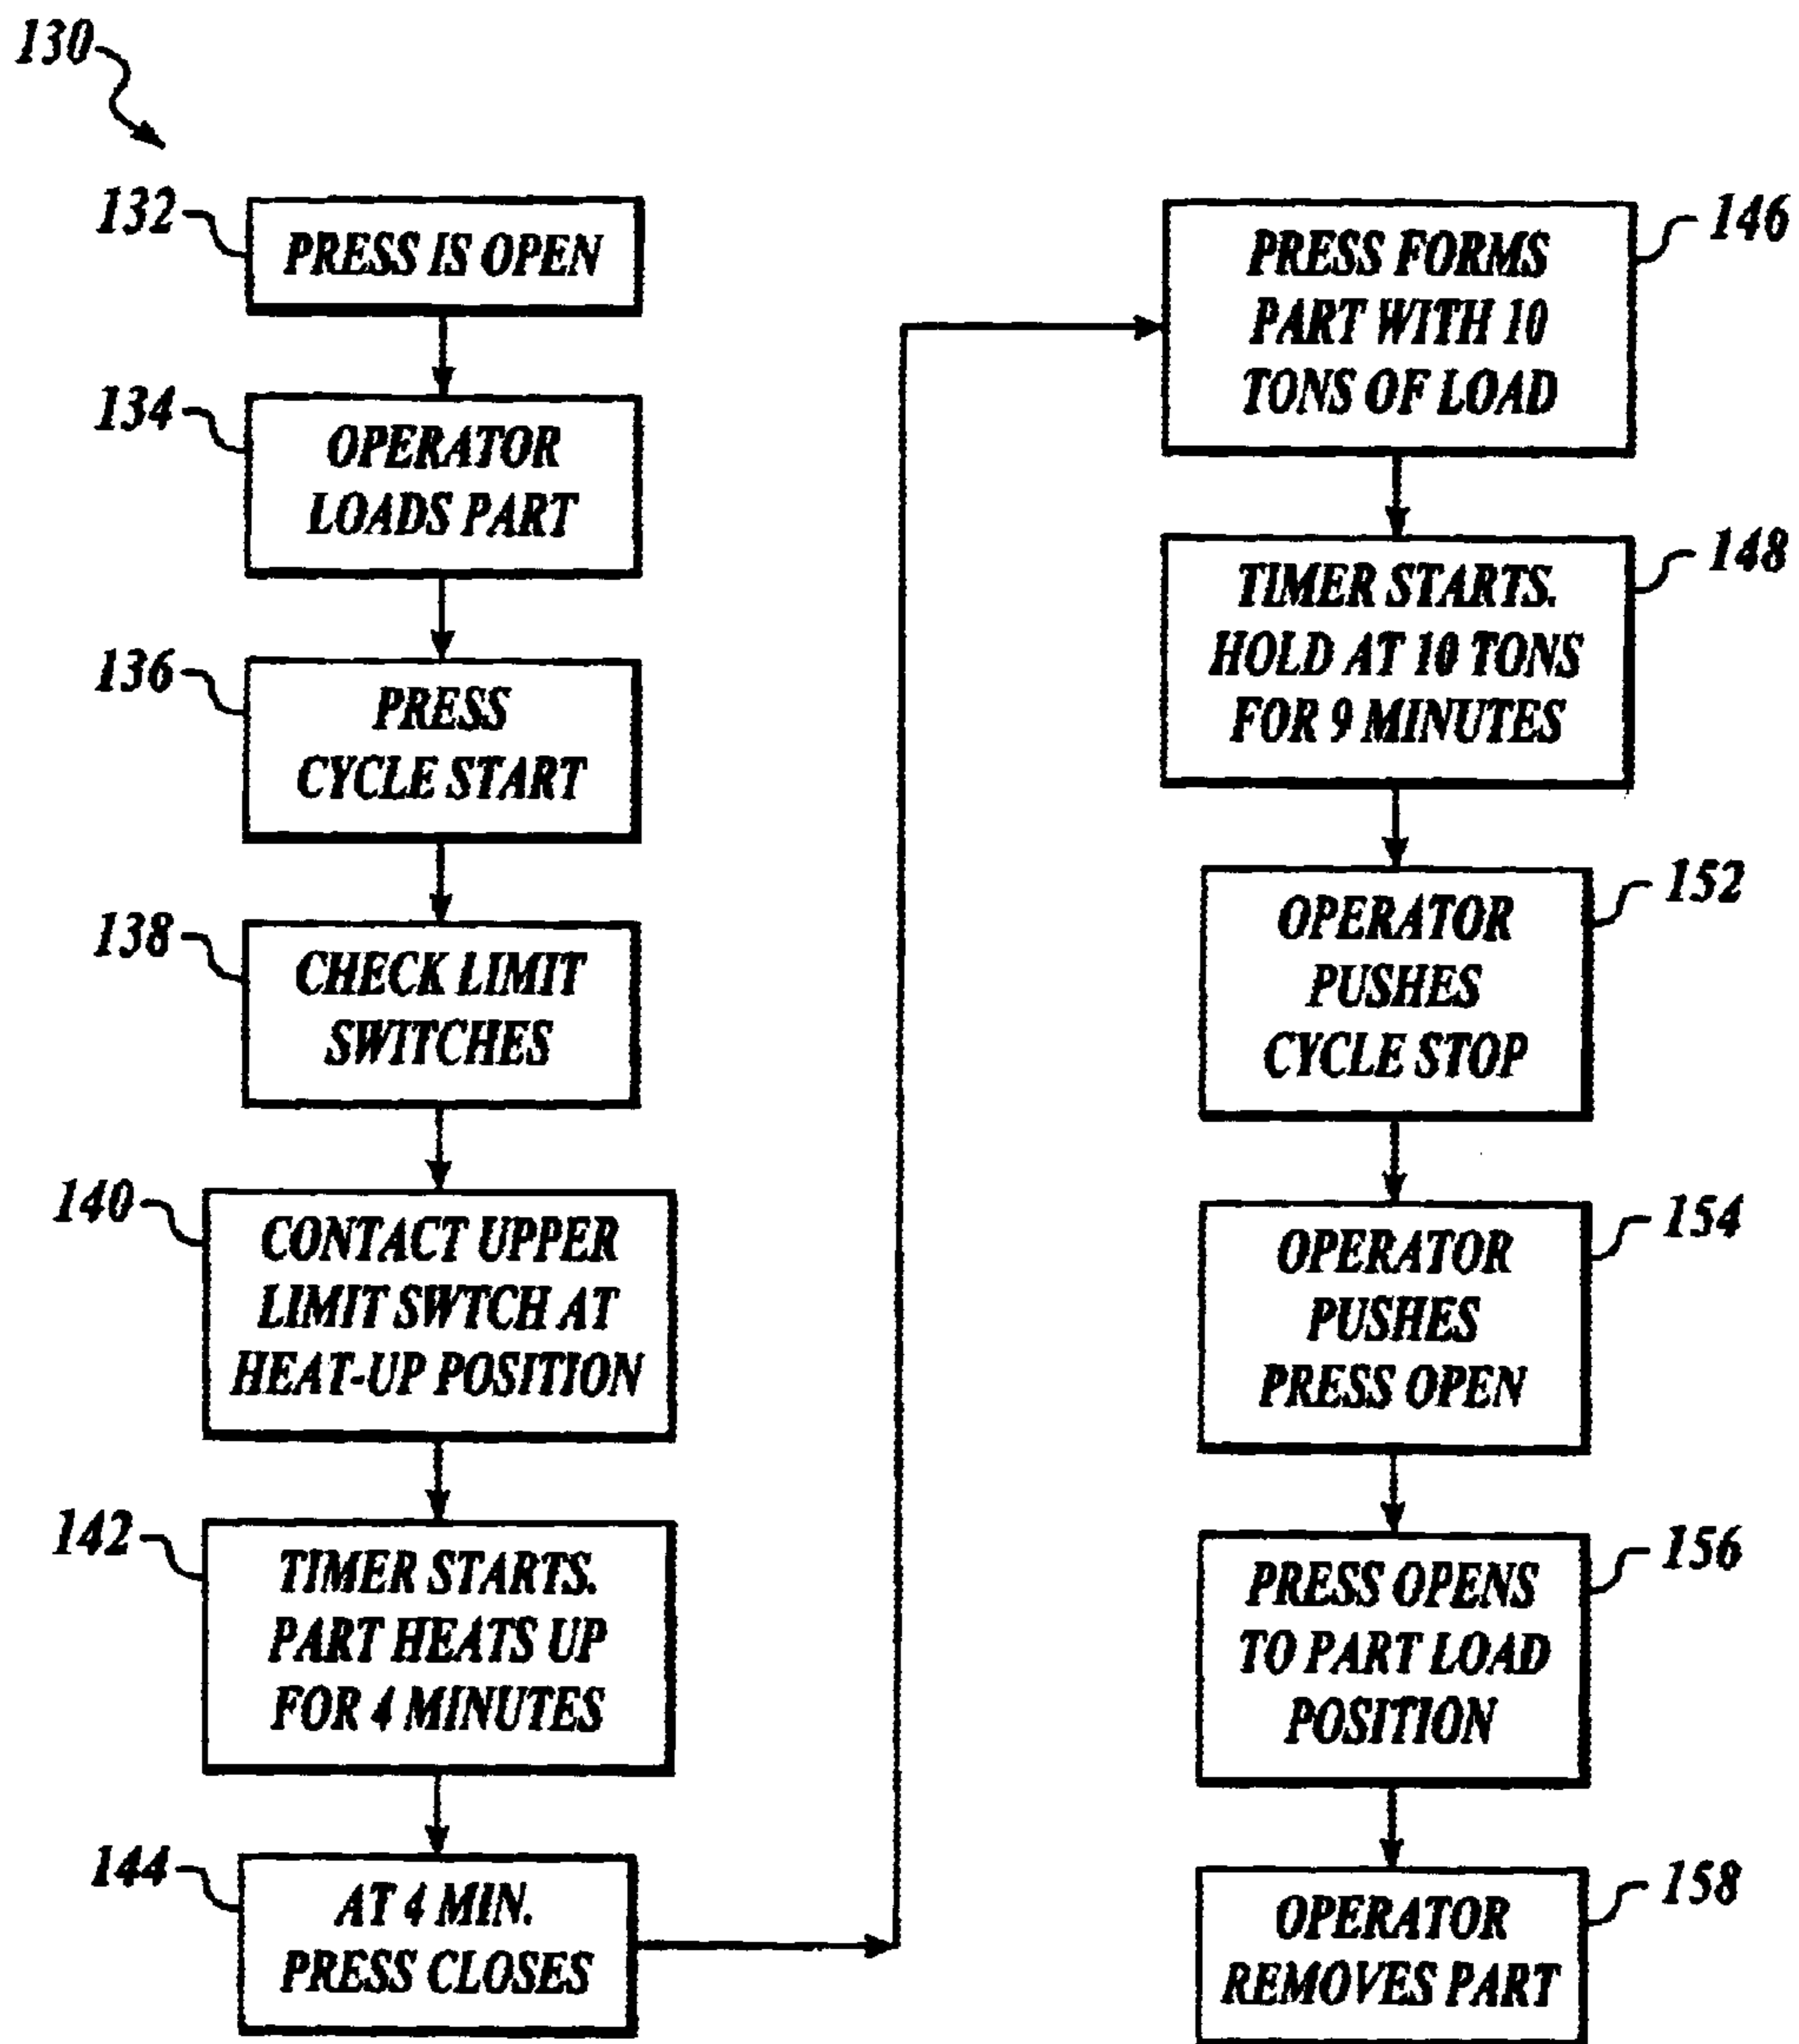 130
132
PRESS IS OPEN
134
OPERATOR
LOADS PART
136
PRESS
CYCLE START
138
CHECK LIMIT
SWITCHES
140
CONTACT UPPER
LIMIT SWTCH AT
HEAT-UP POSITION
142
TIMER STARTS.
PART HEATS UP
FOR 4 MINUTES
144
AT 4 MIN.
PRESS CLOSES
146
PRESS FORMS
PART WITH 10
TONS OF LOAD
148
TIMER STARTS.
HOLD AT 10 TONS
FOR 9 MINUTES
152
OPERATOR
PUSHES
CYCLE STOP
154
OPERATOR
PUSHES
PRESS OPEN
156
PRESS OPENS
TO PART LOAD
POSITION
158
OPERATOR
REMOVES PART